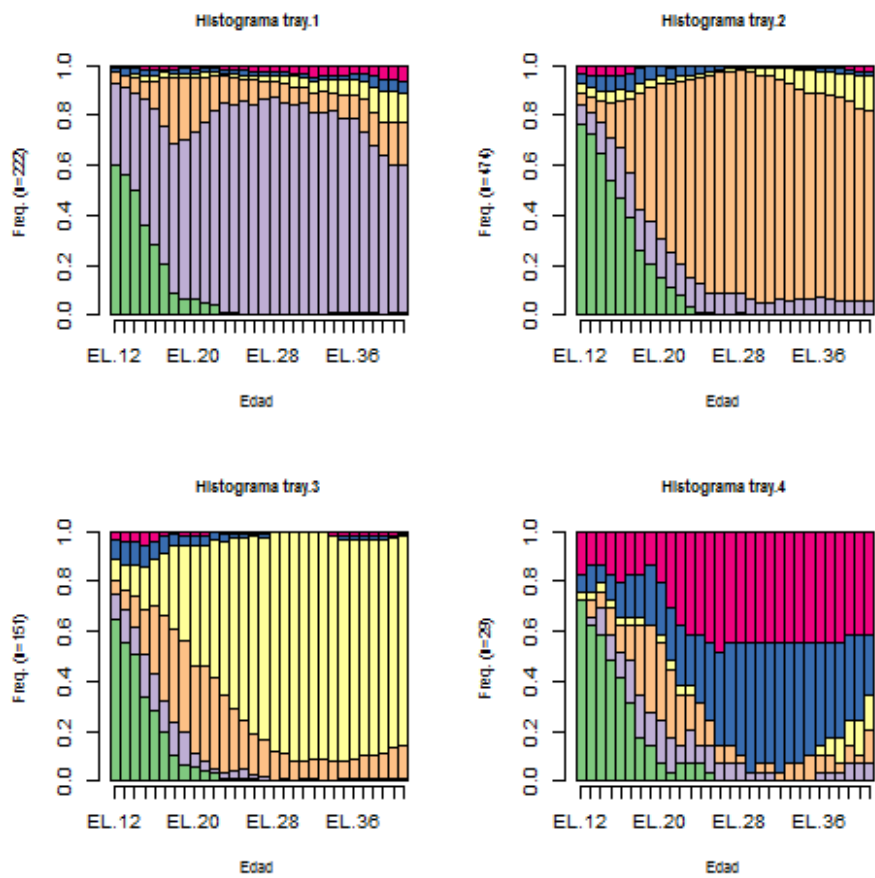 Histograma tray.1
Freq. (n=222)
0.0 0.2 0.4 0.6 0.8 1.0
EL.12 EL.20 EL.28 EL.36
Edad
Histograma tray.2
Freq. (n=474)
0.0 0.2 0.4 0.6 0.8 1.0
EL.12 EL.20 EL.28 EL.36
Edad
Histograma tray.3
Freq. (n=151)
0.0 0.2 0.4 0.6 0.8 1.0
EL.12 EL.20 EL.28 EL.36
Edad
Histograma tray.4
Freq. (n=29)
0.0 0.2 0.4 0.6 0.8 1.0
EL.12 EL.20 EL.28 EL.36
Edad